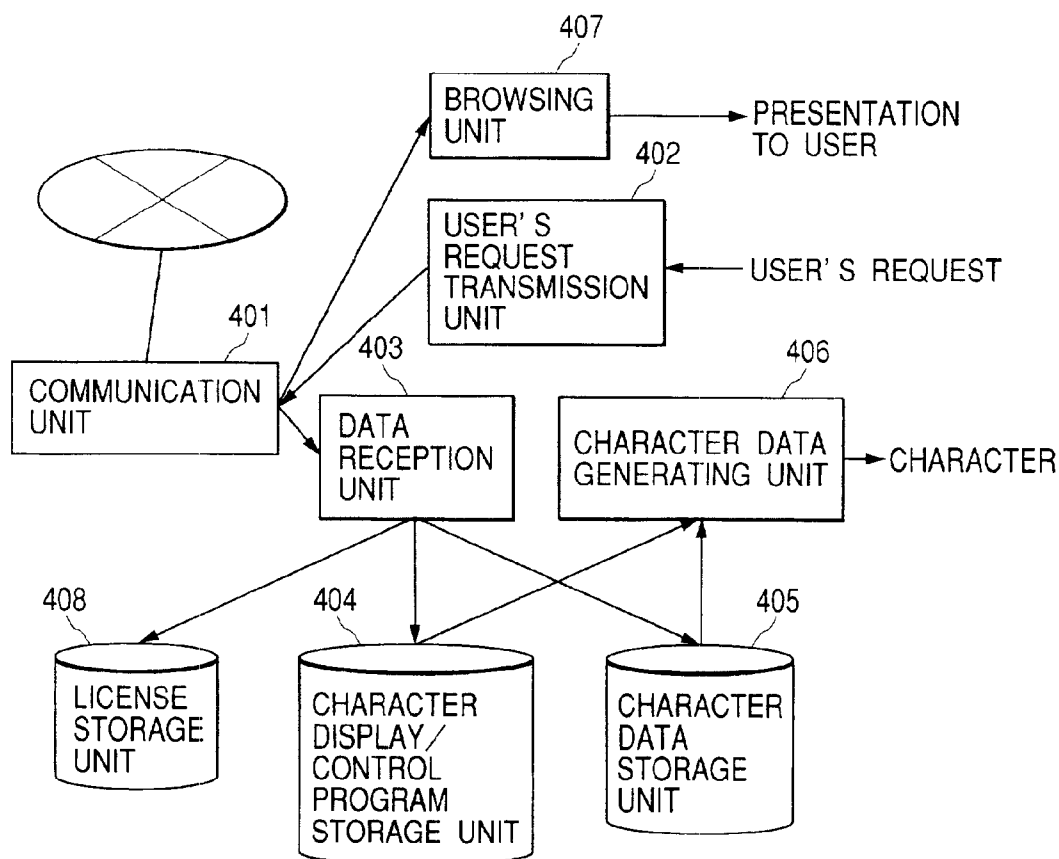 407
BROWSING
UNIT
PRESENTATION
TO USER
402
USER'S
REQUEST
TRANSMISSION
UNIT
USER'S REQUEST
401
COMMUNICATION
UNIT
403
DATA
RECEPTION
UNIT
406
CHARACTER DATA
GENERATING UNIT
CHARACTER
408
LICENSE
STORAGE
UNIT
404
CHARACTER
DISPLAY/
CONTROL
PROGRAM
STORAGE UNIT
405
CHARACTER
DATA
STORAGE
UNIT